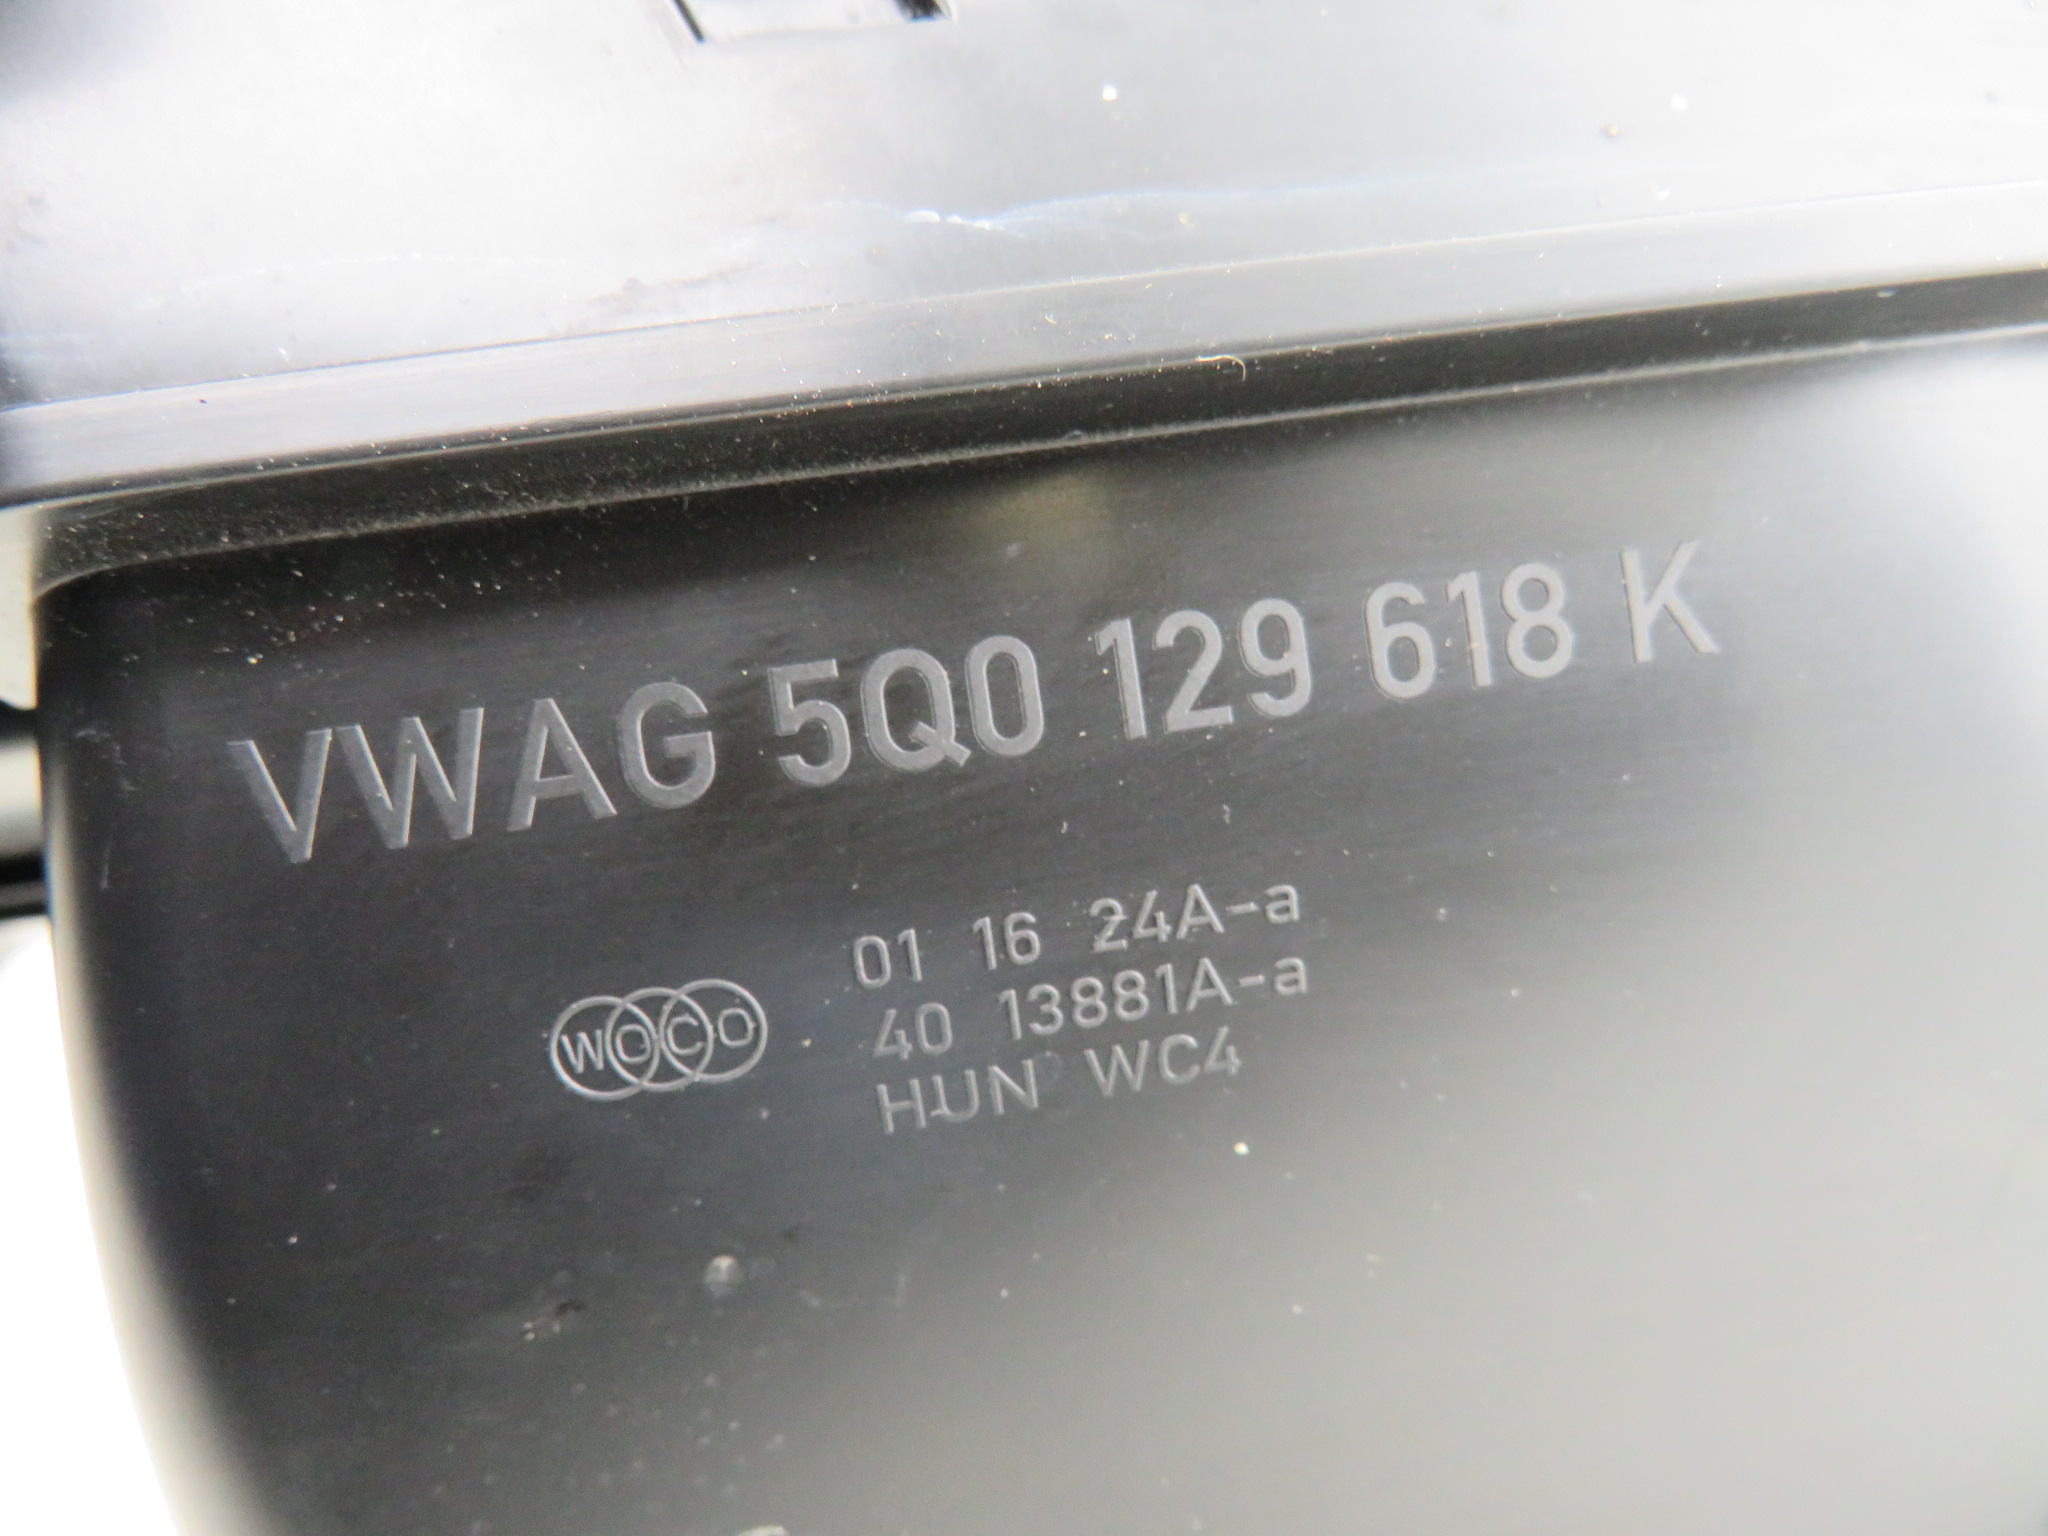 VWAG 5Q0 129 618 K
01 16 24A-a
WOCO 40 13881A-a
HUN WC4